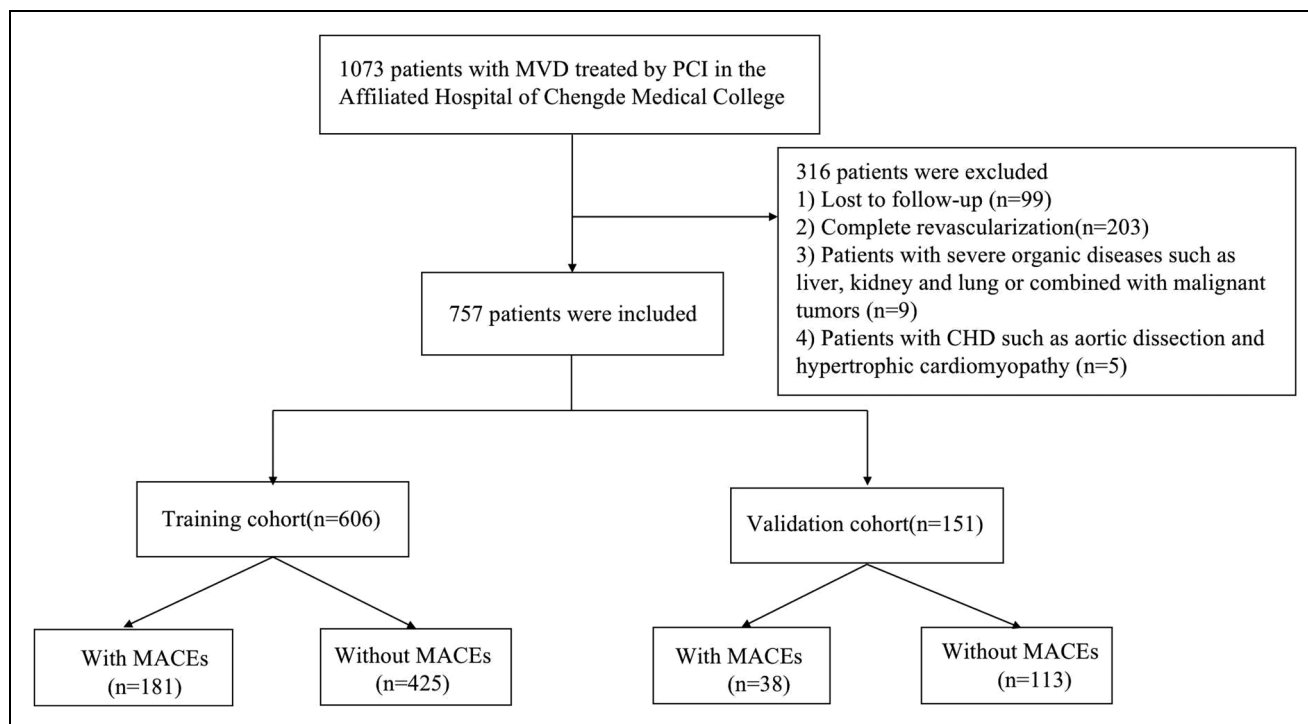 1073 patients with MVD treated by PCI in the
Affiliated Hospital of Chengde Medical College
316 patients were excluded
1) Lost to follow-up (n=99)
2) Complete revascularization(n=203)
3) Patients with severe organic diseases such as
liver, kidney and lung or combined with malignant
tumors (n=9)
4) Patients with CHD such as aortic dissection and
hypertrophic cardiomyopathy (n=5)
757 patients were included
Training cohort(n=606)
Validation cohort(n=151)
With MACEs
(n=181)
Without MACEs
(n=425)
With MACEs
(n=38)
Without MACEs
(n=113)